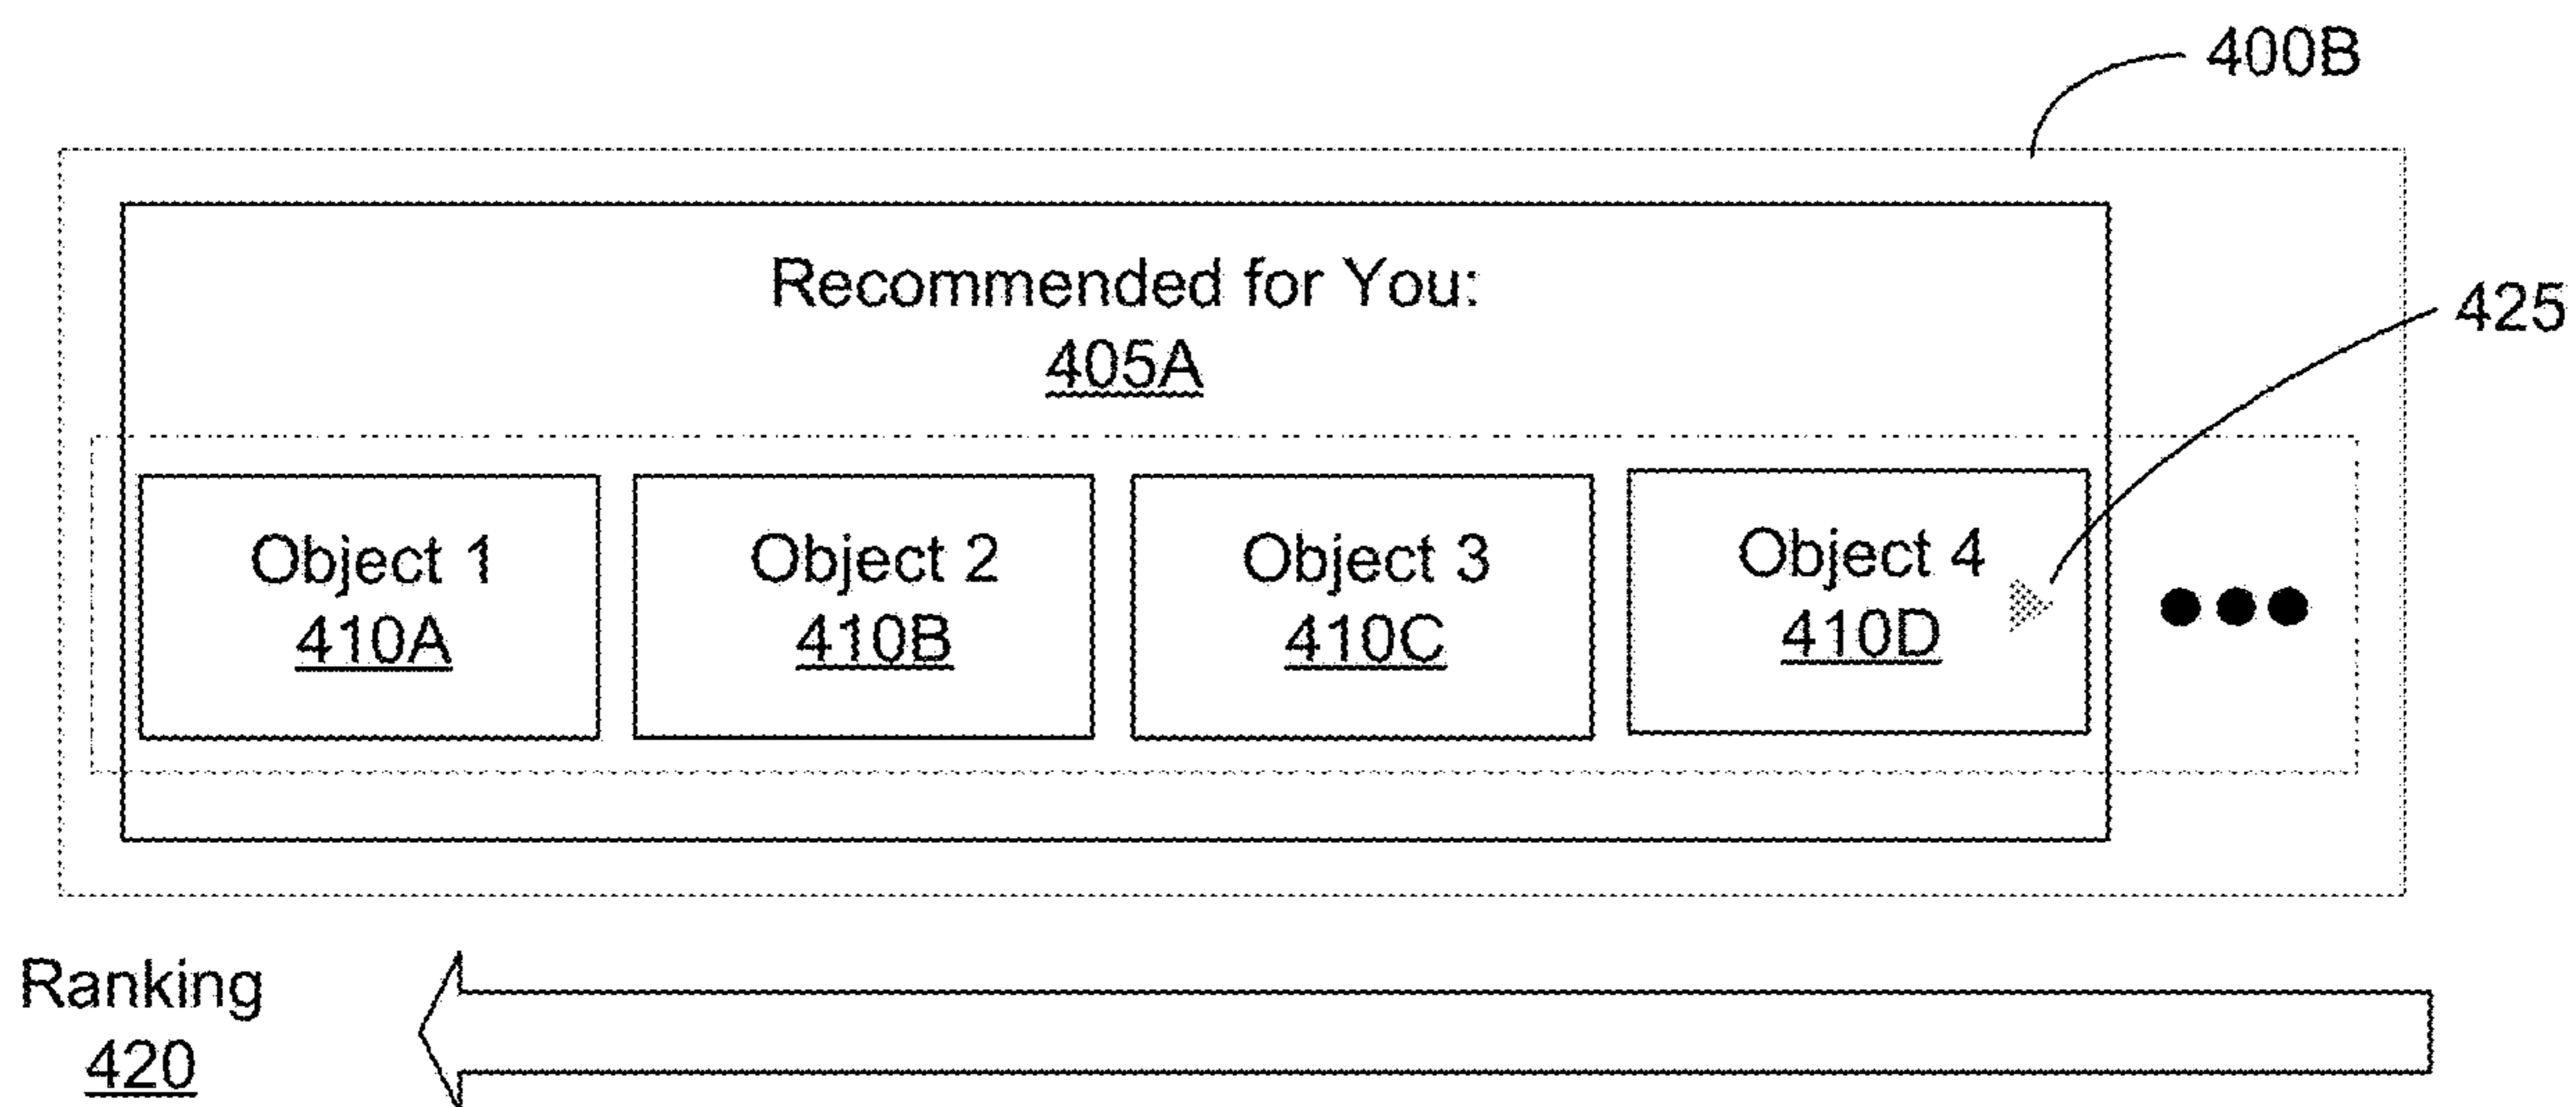 400B
Recommended for You:
405A
425
Object 1
410A
Object 2
410B
Object 3
410C
Object 4
410D
Ranking
420